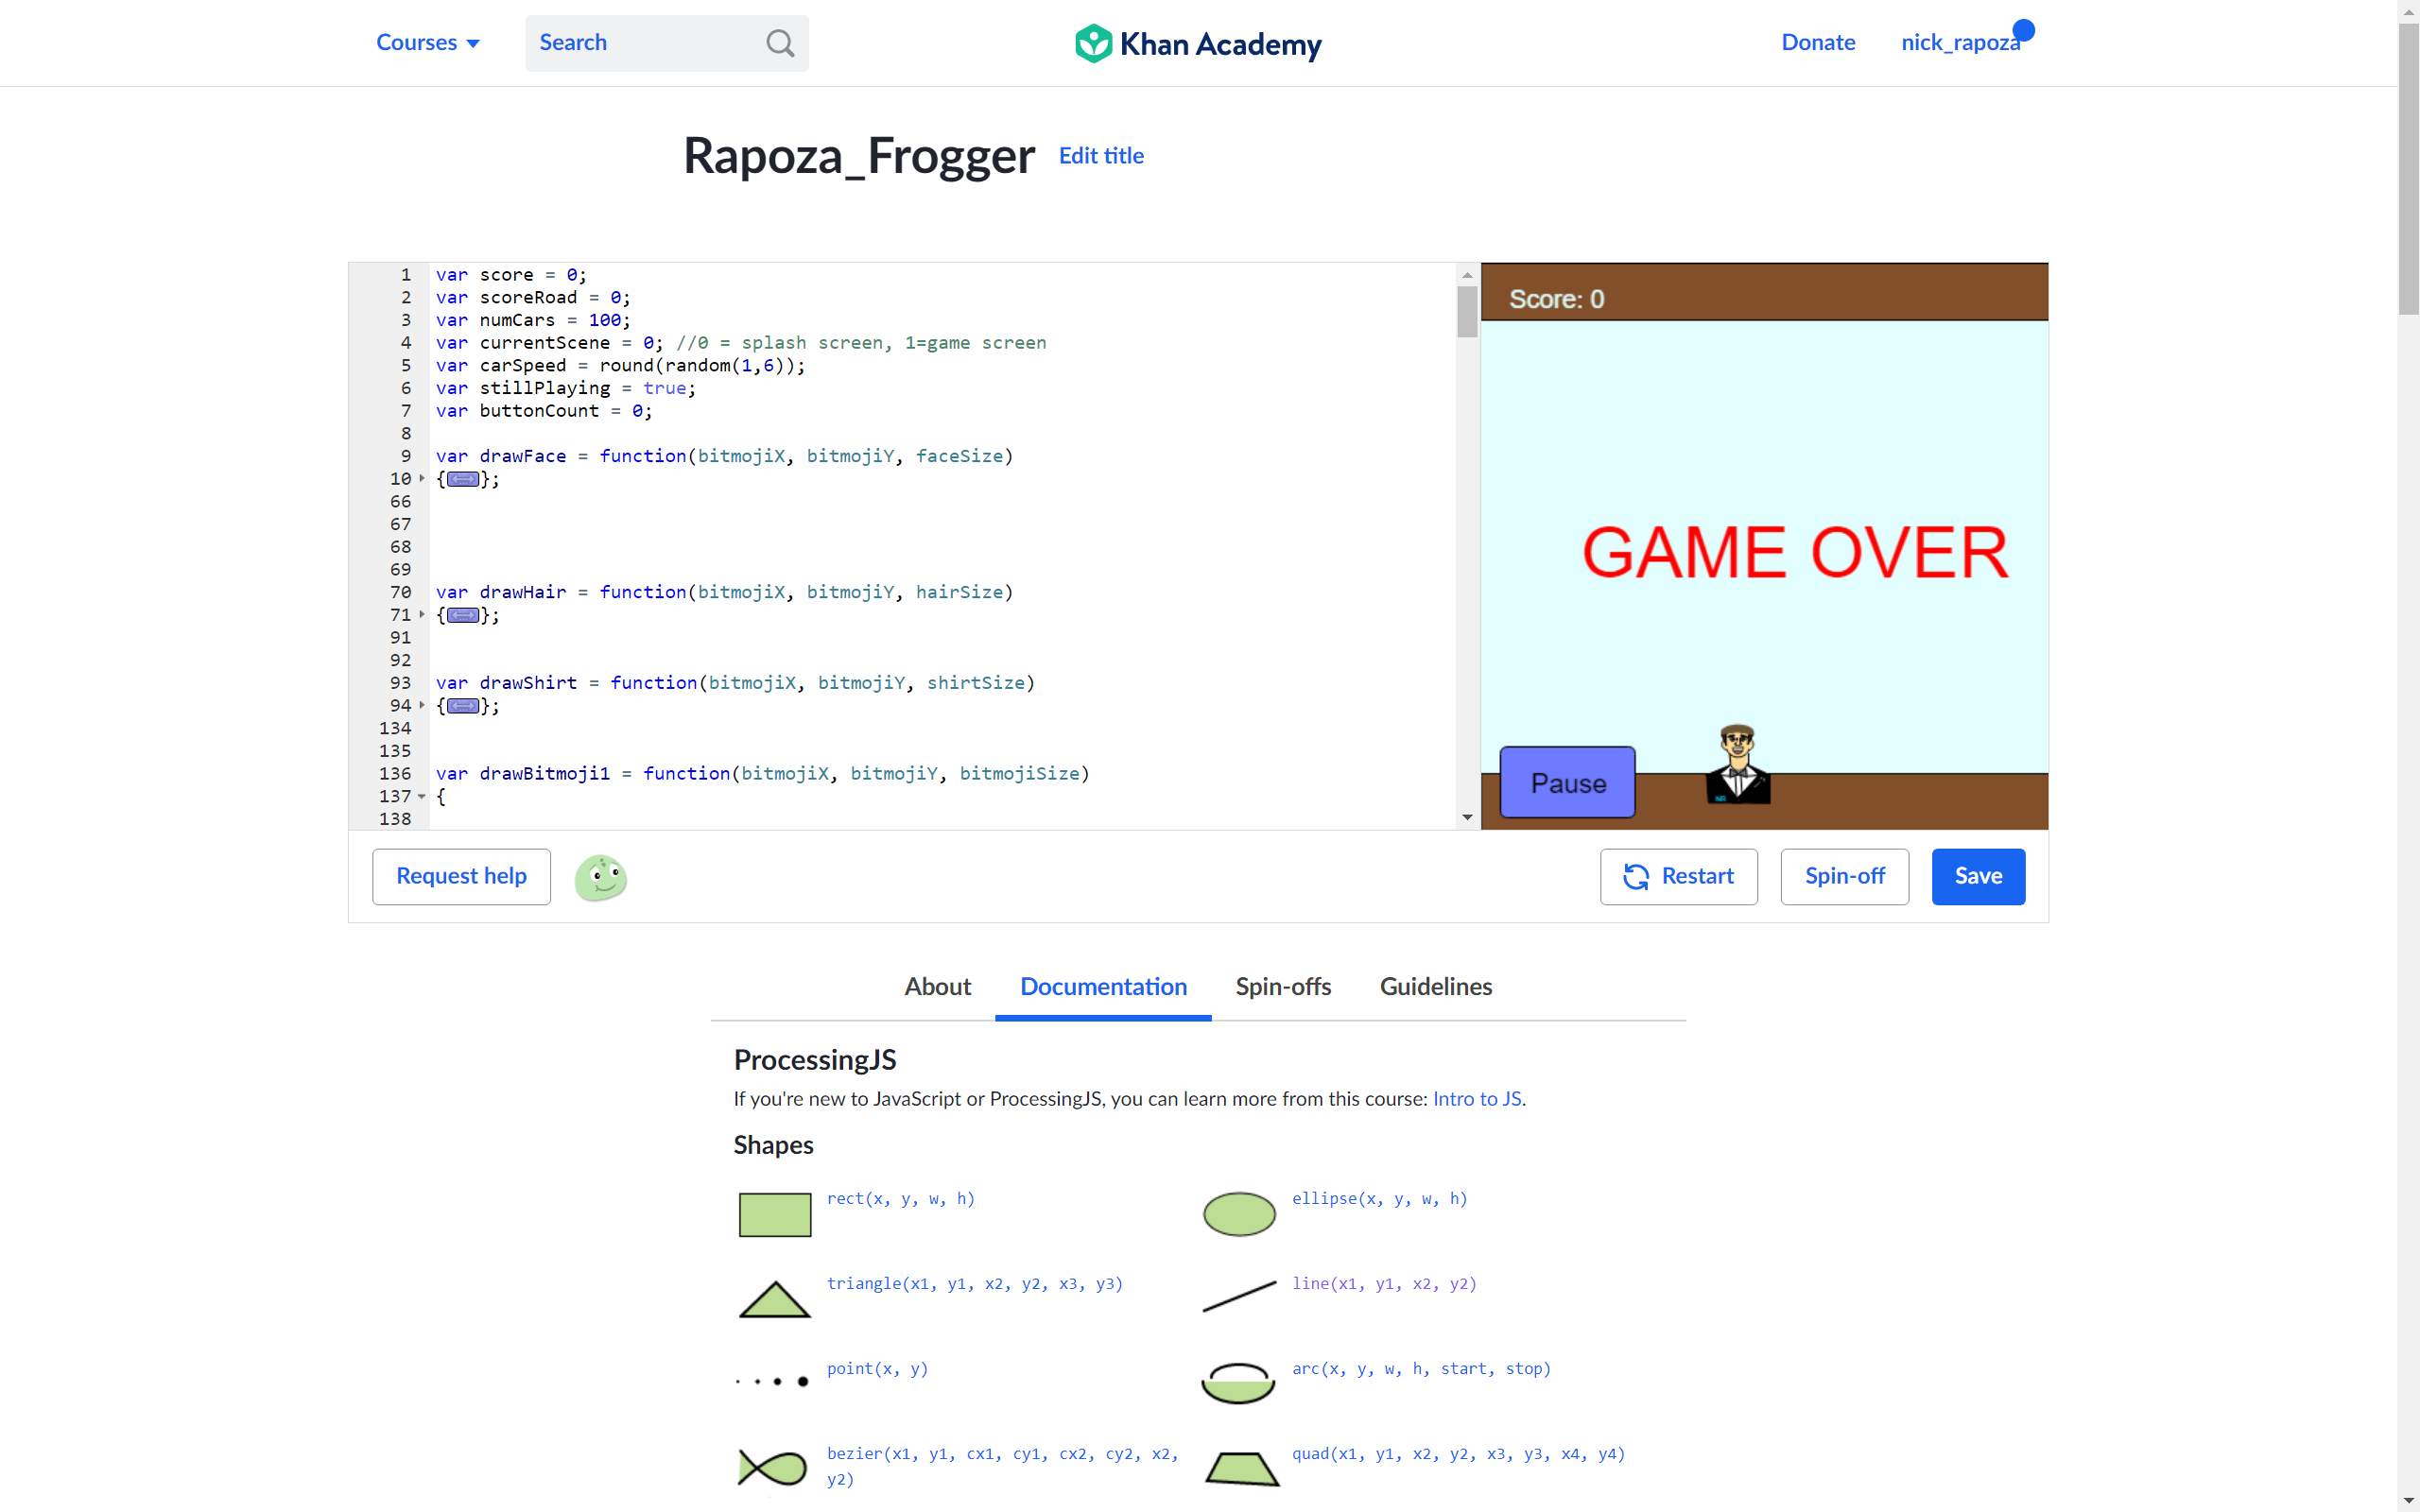 Courses
Search
Khan Academy
Donate
nick_rapoza
Rapoza_Frogger
Edit title
1 var score = 0;
2 var scoreRoad = 0;
3 var numCars = 100;
4 var currentScene = 0; //0 = splash screen, 1=game screen
5 var carSpeed = round(random(1,6));
6 var stillPlaying = true;
7 var buttonCount = 0;
8
9 var drawFace = function(bitmojiX, bitmojiY, faceSize)
10 {};
66
67
68
69
70 var drawHair = function(bitmojiX, bitmojiY, hairSize)
71 {};
91
92
93 var drawShirt = function(bitmojiX, bitmojiY, shirtSize)
94 {};
134
135
136 var drawBitmoji1 = function(bitmojiX, bitmojiY, bitmojiSize)
137 {
138
Score: 0
GAME OVER
Pause
NR
Request help
Restart
Spin-off
Save
About
Documentation
Spin-offs
Guidelines
ProcessingJS
If you're new to JavaScript or ProcessingJS, you can learn more from this course: Intro to JS.
Shapes
rect(x, y, w, h)
ellipse(x, y, w, h)
triangle(x1, y1, x2, y2, x3, y3)
line(x1, y1, x2, y2)
point(x, y)
arc(x, y, w, h, start, stop)
bezier(x1, y1, cx1, cy1, cx2, cy2, x2,
y2)
quad(x1, y1, x2, y2, x3, y3, x4, y4)